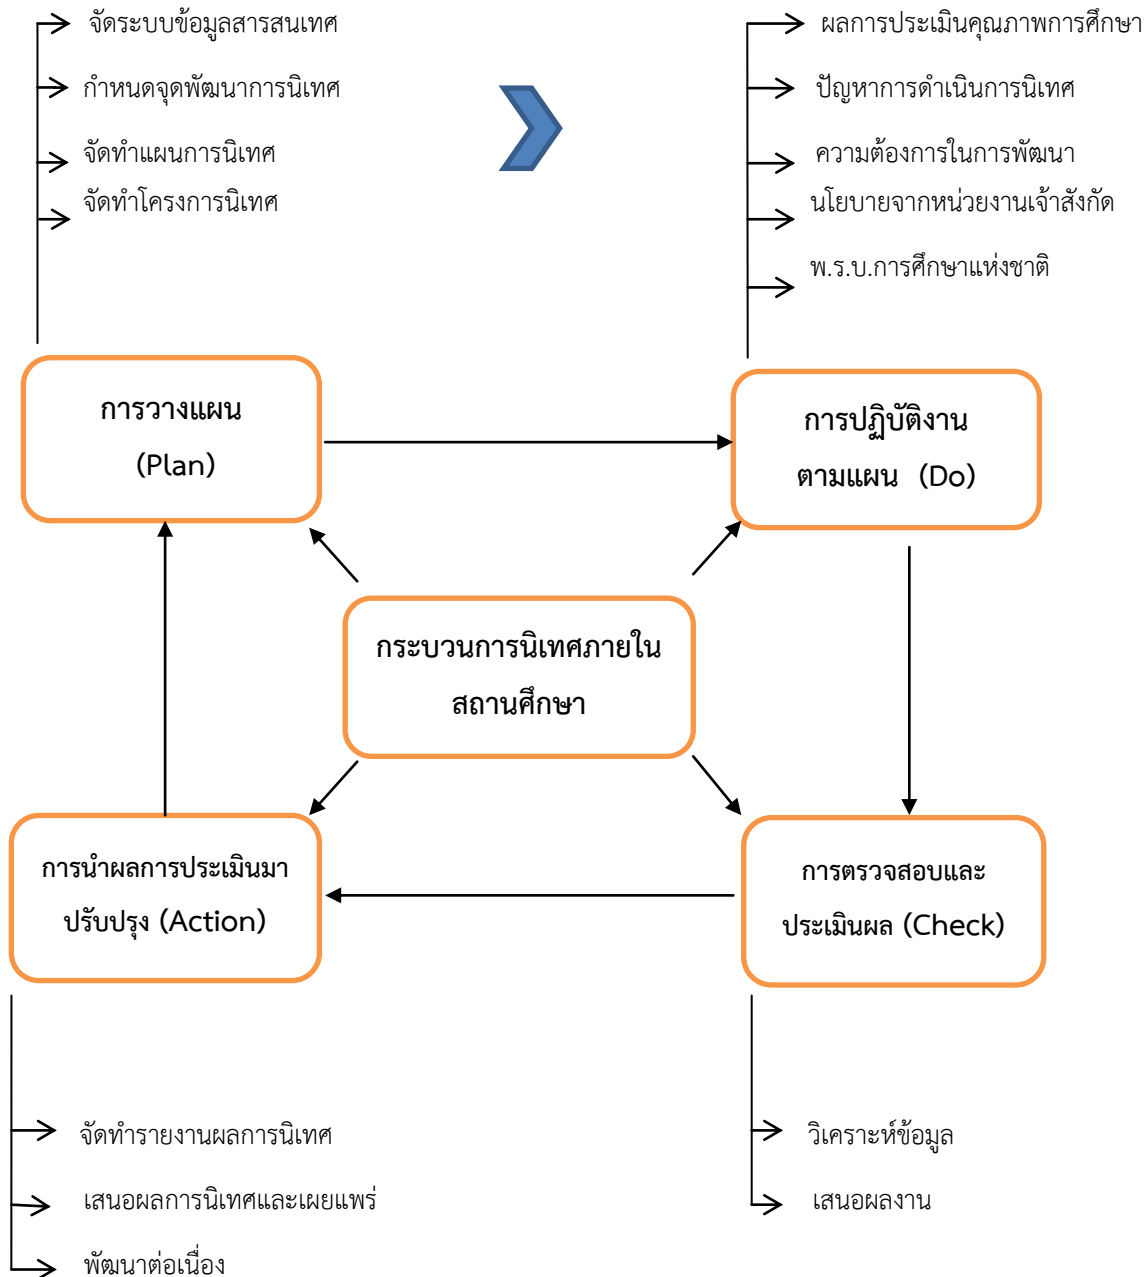 จัดระบบข้อมูลสารสนเทศ
กำหนดจุดพัฒนาการนิเทศ
จัดทำแผนการนิเทศ
จัดทำโครงการนิเทศ
ผลการประเมินคุณภาพการศึกษา
ปัญหาการดำเนินการนิเทศ
ความต้องการในการพัฒนา
นโยบายจากหน่วยงานเจ้าสังกัด
พ.ร.บ.การศึกษาแห่งชาติ
การวางแผน
(Plan)
การปฏิบัติงาน
ตามแผน (Do)
กระบวนการนิเทศภายใน
สถานศึกษา
การนำผลการประเมินมา
ปรับปรุง (Action)
การตรวจสอบและ
ประเมินผล (Check)
จัดทำรายงานผลการนิเทศ
เสนอผลการนิเทศและเผยแพร่
พัฒนาต่อเนื่อง
วิเคราะห์ข้อมูล
เสนอผลงาน